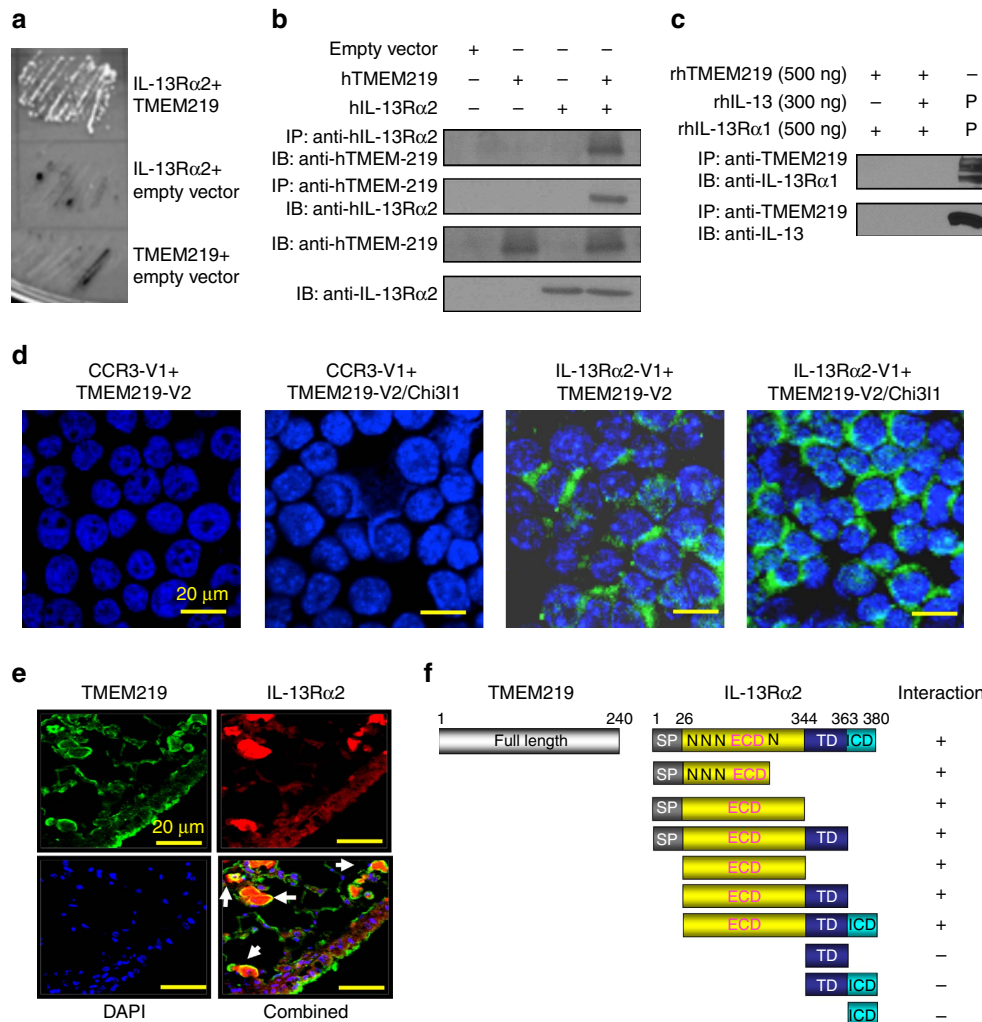 a
IL-13Rα2+
TMEM219
IL-13Rα2+
empty vector
TMEM219+
empty vector
b
Empty vector + – – –
hTMEM219 – + – +
hIL-13Rα2 – – + +
IP: anti-hIL-13Rα2
IB: anti-hTMEM-219
IP: anti-hTMEM-219
IB: anti-hIL-13Rα2
IB: anti-hTMEM-219
IB: anti-IL-13Rα2
c
rhTMEM219 (500 ng) + + –
rhIL-13 (300 ng) – + P
rhIL-13Rα1 (500 ng) + + P
IP: anti-TMEM219
IB: anti-IL-13Rα1
IP: anti-TMEM219
IB: anti-IL-13
d
CCR3-V1+
TMEM219-V2
CCR3-V1+
TMEM219-V2/Chi3l1
IL-13Rα2-V1+
TMEM219-V2
IL-13Rα2-V1+
TMEM219-V2/Chi3l1
20 μm
e
TMEM219 IL-13Rα2
20 μm
DAPI Combined
f
TMEM219 IL-13Rα2 Interaction
1 240 1 26 344 363 380
Full length SP N N N ECD N TD ICD +
SP N N N ECD +
SP ECD +
SP ECD TD +
ECD +
ECD TD +
ECD TD ICD +
TD –
TD ICD –
ICD –